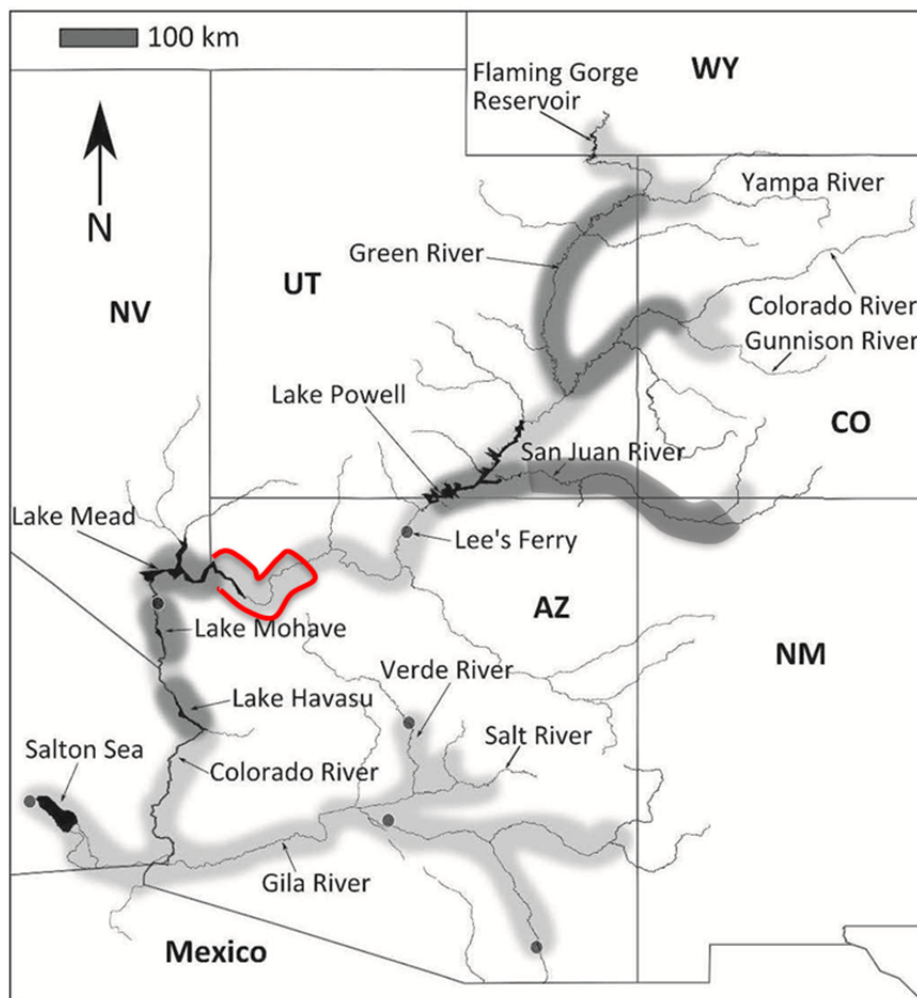 100 km
WY
Flaming Gorge
Reservoir
N
Yampa River
Green River
UT
NV
Colorado River
Gunnison River
Lake Powell
CO
San Juan River
Lake Mead
Lee's Ferry
AZ
Lake Mohave
NM
Verde River
Lake Havasu
Salt River
Salton Sea
Colorado River
Gila River
Mexico